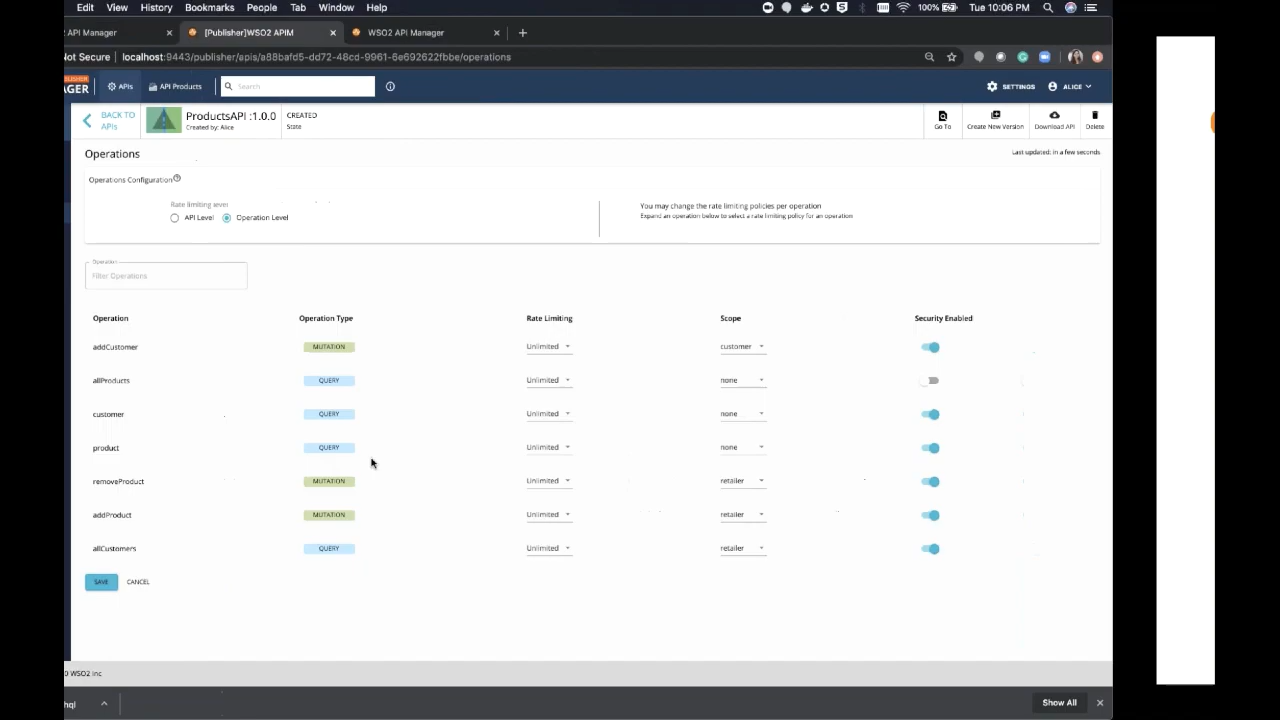 Edit View History Bookmarks People Tab Window Help 100% Tue 10:06 PM
2 API Manager × [Publisher]WSO2 APIM × WSO2 API Manager × +
Not Secure localhost:9443/publisher/apis/a88bafd5-dd72-48cd-9961-6e692622fbbe/operations
PUBLISHER
AGER APIs API Products Search SETTINGS ALICE
BACK TO
APIs
ProductsAPI :1.0.0
Created by: Alice
CREATED
State
Go To Create New Version Download API Delete
Operations Last updated: in a few seconds
Operations Configuration
Rate limiting level
API Level Operation Level
You may change the rate limiting policies per operation
Expand an operation below to select a rate limiting policy for an operation
Operation
Filter Operations
Operation Operation Type Rate Limiting Scope Security Enabled
addCustomer MUTATION Unlimited customer
allProducts QUERY Unlimited none
customer QUERY Unlimited none
product QUERY Unlimited none
removeProduct MUTATION Unlimited retailer
addProduct MUTATION Unlimited retailer
allCustomers QUERY Unlimited retailer
SAVE CANCEL
0 WSO2 Inc
hql Show All ×